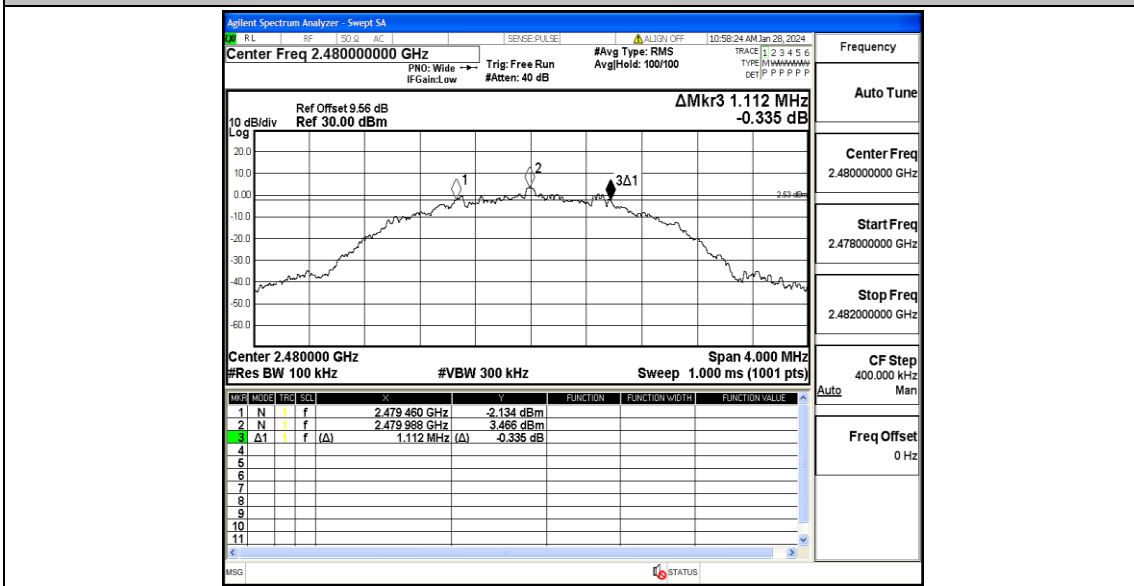 Agilent Spectrum Analyzer - Swept SA
RL RF 50 Ω AC SENSE:PULSE ALIGN OFF 10:58:24 AM Jan 28, 2024
Center Freq 2.480000000 GHz
PNO: Wide
IFGain:Low
Trig: Free Run
#Atten: 40 dB
#Avg Type: RMS
Avg|Hold: 100/100
TRACE 1 2 3 4 5 6
TYPE M W W W W W
DET P P P P P P
ΔMkr3 1.112 MHz
-0.335 dB
Ref Offset 9.56 dB
10 dB/div Ref 30.00 dBm
Log
20.0
10.0
0.00
-10.0
-20.0
-30.0
-40.0
-50.0
-60.0
1
2
3Δ1
2.53 dBm
Center 2.480000 GHz Span 4.000 MHz
#Res BW 100 kHz #VBW 300 kHz Sweep 1.000 ms (1001 pts)
MKR MODE TRC SCL X Y FUNCTION FUNCTION WIDTH FUNCTION VALUE
1 N 1 f 2.479 460 GHz -2.134 dBm
2 N 1 f 2.479 988 GHz 3.466 dBm
3 Δ1 1 f (Δ) 1.112 MHz (Δ) -0.335 dB
4
5
6
7
8
9
10
11
MSG STATUS
Frequency
Auto Tune
Center Freq
2.480000000 GHz
Start Freq
2.478000000 GHz
Stop Freq
2.482000000 GHz
CF Step
400.000 kHz
Auto Man
Freq Offset
0 Hz